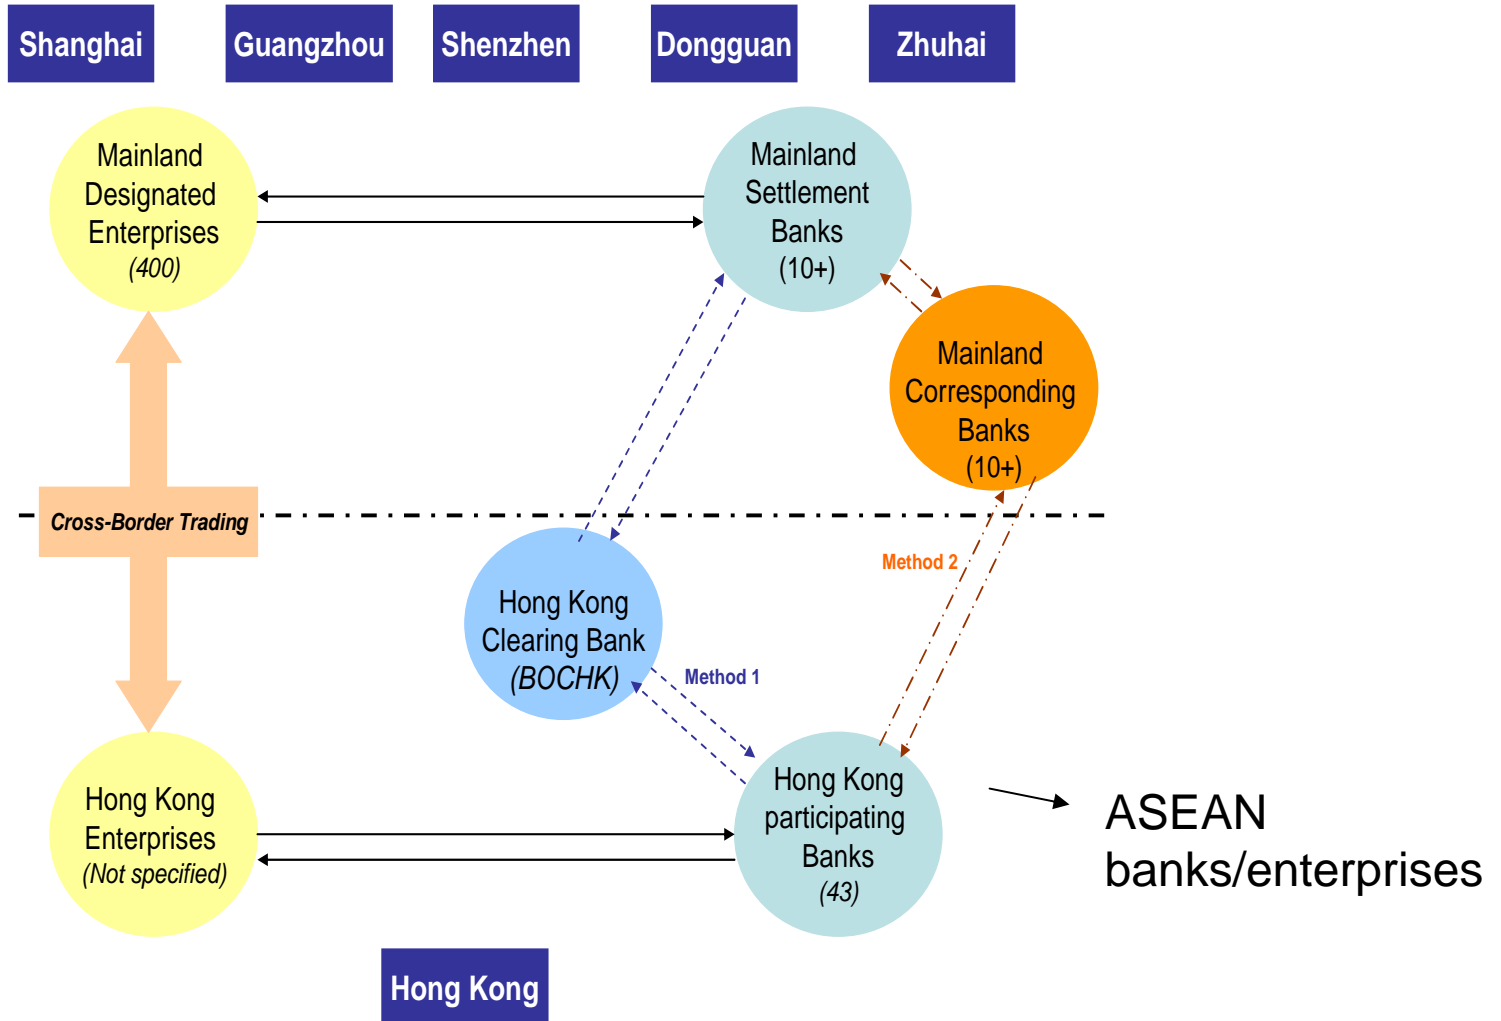 Shanghai
Guangzhou
Shenzhen
Dongguan
Zhuhai
Mainland
Designated
Enterprises
(400)
Mainland
Settlement
Banks
(10+)
Mainland
Corresponding
Banks
(10+)
Cross-Border Trading
Method 2
Hong Kong
Clearing Bank
(BOCHK)
Method 1
Hong Kong
Enterprises
(Not specified)
Hong Kong
participating
Banks
(43)
ASEAN
banks/enterprises
Hong Kong